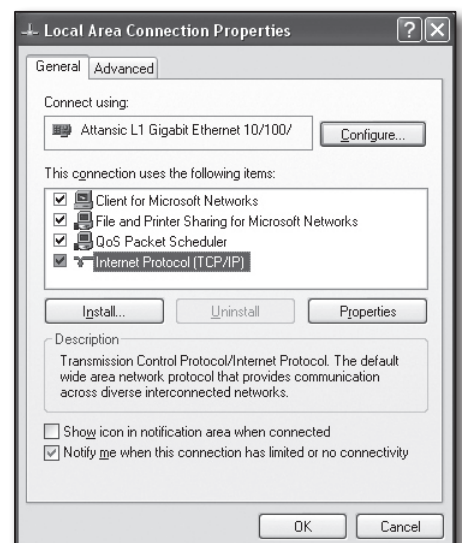 Local Area Connection Properties
General
Advanced
Connect using:
Attansic L1 Gigabit Ethernet 10/100/
Configure...
This connection uses the following items:
Client for Microsoft Networks
File and Printer Sharing for Microsoft Networks
QoS Packet Scheduler
Internet Protocol (TCP/IP)
Install...
Uninstall
Properties
Description
Transmission Control Protocol/Internet Protocol. The default
wide area network protocol that provides communication
across diverse interconnected networks.
Show icon in notification area when connected
Notify me when this connection has limited or no connectivity
OK
Cancel